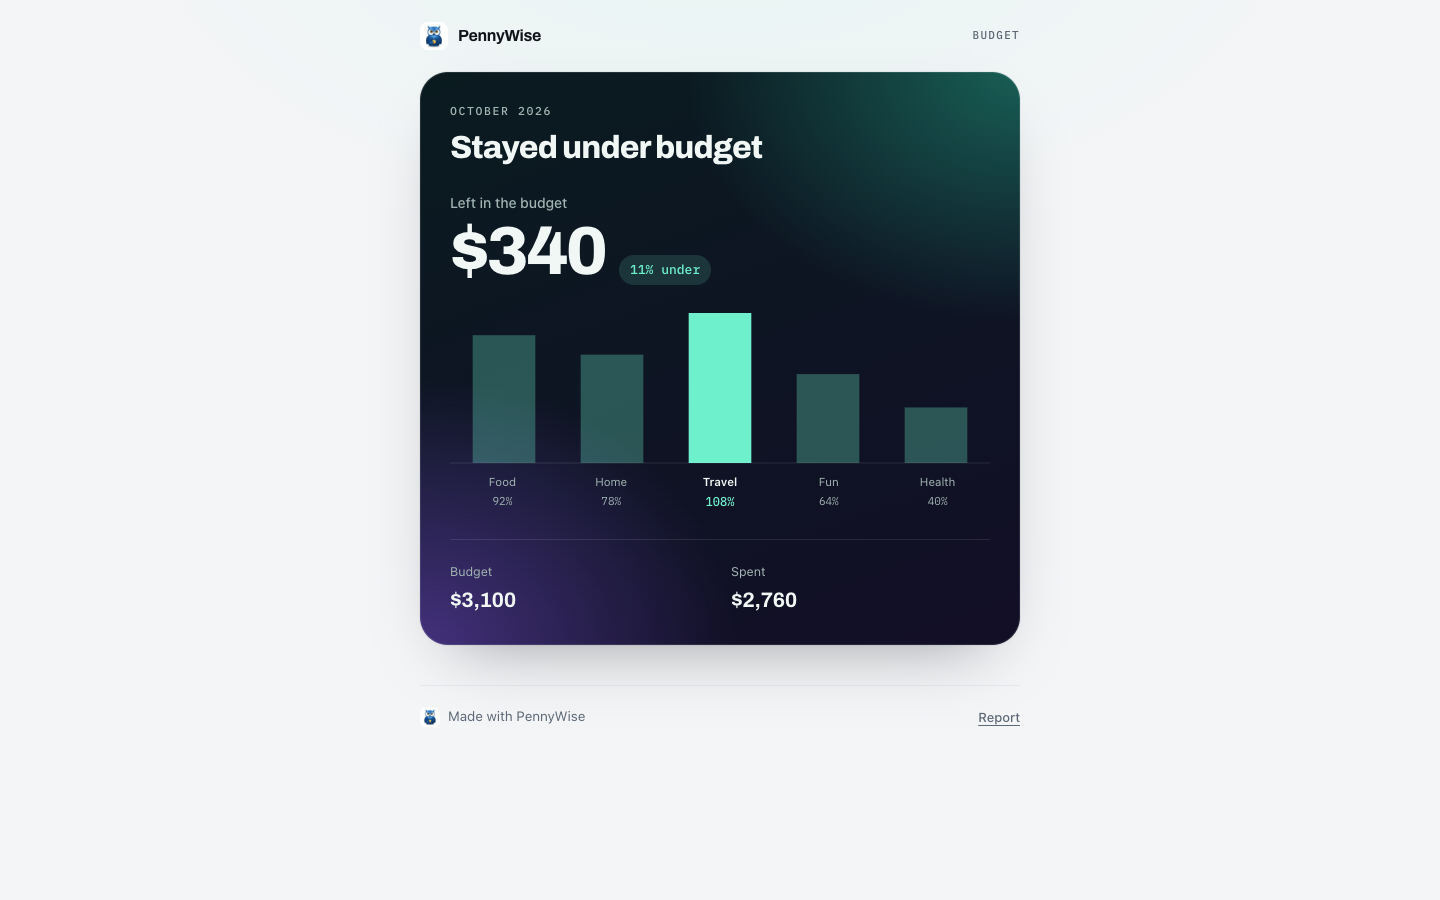 PennyWise
BUDGET
OCTOBER 2026
Stayed under budget
Left in the budget
$340
11% under
Food Home Travel Fun Health
92% 78% 108% 64% 40%
Budget Spent
$3,100 $2,760
Made with PennyWise
Report